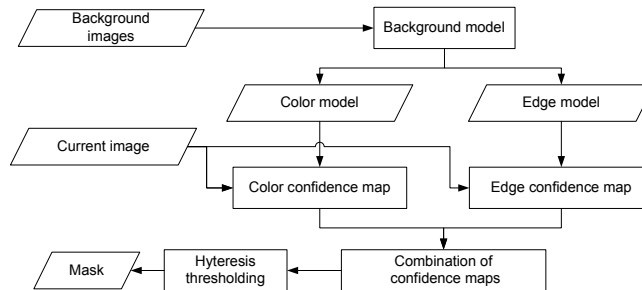 Background
images
Background model
Color model
Edge model
Current image
Color confidence map
Edge confidence map
Mask
Hyteresis
thresholding
Combination of
confidence maps